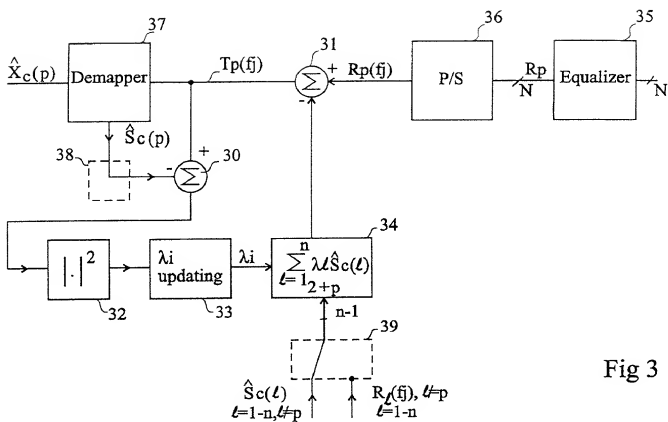 37
X̂c(p)
Demapper
Tp(fj)
31
Σ
+
-
Rp(fj)
36
P/S
Rp
N
35
Equalizer
N
Ŝc(p)
38
-
+
Σ
30
|.|²
32
λi
updating
33
λi
34
n
Σ λℓŜc(ℓ)
ℓ=1
2+p
n-1
39
Ŝc(ℓ)
ℓ=1-n,ℓ≠p
Rℓ(fj), ℓ≠p
ℓ=1-n
Fig 3